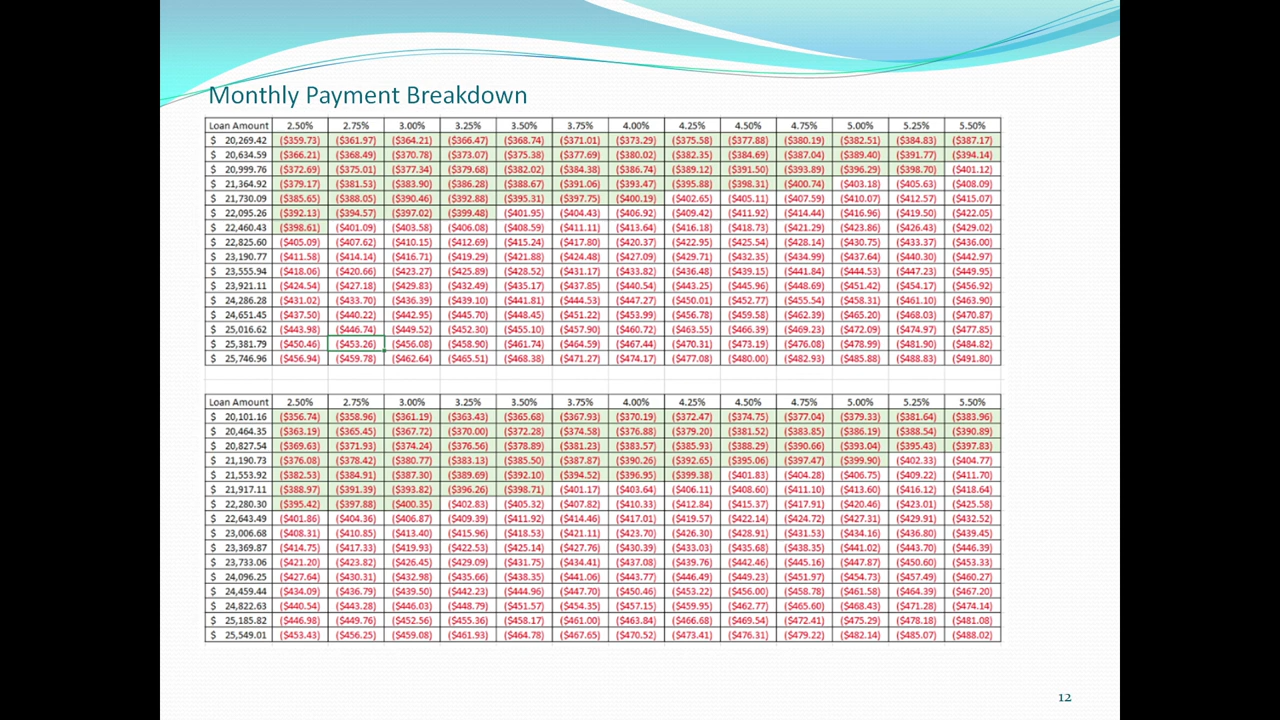 Monthly Payment Breakdown
Loan Amount 2.50% 2.75% 3.00% 3.25% 3.50% 3.75% 4.00% 4.25% 4.50% 4.75% 5.00% 5.25% 5.50%
$ 20,269.42 ($359.73) ($361.97) ($364.21) ($366.47) ($368.74) ($371.01) ($373.29) ($375.58) ($377.88) ($380.19) ($382.51) ($384.83) ($387.17)
$ 20,634.59 ($366.21) ($368.49) ($370.78) ($373.07) ($375.38) ($377.69) ($380.02) ($382.35) ($384.69) ($387.04) ($389.40) ($391.77) ($394.14)
$ 20,999.76 ($372.69) ($375.01) ($377.34) ($379.68) ($382.02) ($384.38) ($386.74) ($389.12) ($391.50) ($393.89) ($396.29) ($398.70) ($401.12)
$ 21,364.92 ($379.17) ($381.53) ($383.90) ($386.28) ($388.67) ($391.06) ($393.47) ($395.88) ($398.31) ($400.74) ($403.18) ($405.63) ($408.09)
$ 21,730.09 ($385.65) ($388.05) ($390.46) ($392.88) ($395.31) ($397.75) ($400.19) ($402.65) ($405.11) ($407.59) ($410.07) ($412.57) ($415.07)
$ 22,095.26 ($392.13) ($394.57) ($397.02) ($399.48) ($401.95) ($404.43) ($406.92) ($409.42) ($411.92) ($414.44) ($416.96) ($419.50) ($422.05)
$ 22,460.43 ($398.61) ($401.09) ($403.58) ($406.08) ($408.59) ($411.11) ($413.64) ($416.18) ($418.73) ($421.29) ($423.86) ($426.43) ($429.02)
$ 22,825.60 ($405.09) ($407.62) ($410.15) ($412.69) ($415.24) ($417.80) ($420.37) ($422.95) ($425.54) ($428.14) ($430.75) ($433.37) ($436.00)
$ 23,190.77 ($411.58) ($414.14) ($416.71) ($419.29) ($421.88) ($424.48) ($427.09) ($429.71) ($432.35) ($434.99) ($437.64) ($440.30) ($442.97)
$ 23,555.94 ($418.06) ($420.66) ($423.27) ($425.89) ($428.52) ($431.17) ($433.82) ($436.48) ($439.15) ($441.84) ($444.53) ($447.23) ($449.95)
$ 23,921.11 ($424.54) ($427.18) ($429.83) ($432.49) ($435.17) ($437.85) ($440.54) ($443.25) ($445.96) ($448.69) ($451.42) ($454.17) ($456.92)
$ 24,286.28 ($431.02) ($433.70) ($436.39) ($439.10) ($441.81) ($444.53) ($447.27) ($450.01) ($452.77) ($455.54) ($458.31) ($461.10) ($463.90)
$ 24,651.45 ($437.50) ($440.22) ($442.95) ($445.70) ($448.45) ($451.22) ($453.99) ($456.78) ($459.58) ($462.39) ($465.20) ($468.03) ($470.87)
$ 25,016.62 ($443.98) ($446.74) ($449.52) ($452.30) ($455.10) ($457.90) ($460.72) ($463.55) ($466.39) ($469.23) ($472.09) ($474.97) ($477.85)
$ 25,381.79 ($450.46) ($453.26) ($456.08) ($458.90) ($461.74) ($464.59) ($467.44) ($470.31) ($473.19) ($476.08) ($478.99) ($481.90) ($484.82)
$ 25,746.96 ($456.94) ($459.78) ($462.64) ($465.51) ($468.38) ($471.27) ($474.17) ($477.08) ($480.00) ($482.93) ($485.88) ($488.83) ($491.80)
Loan Amount 2.50% 2.75% 3.00% 3.25% 3.50% 3.75% 4.00% 4.25% 4.50% 4.75% 5.00% 5.25% 5.50%
$ 20,101.16 ($356.74) ($358.96) ($361.19) ($363.43) ($365.68) ($367.93) ($370.19) ($372.47) ($374.75) ($377.04) ($379.33) ($381.64) ($383.96)
$ 20,464.35 ($363.19) ($365.45) ($367.72) ($370.00) ($372.28) ($374.58) ($376.88) ($379.20) ($381.52) ($383.85) ($386.19) ($388.54) ($390.89)
$ 20,827.54 ($369.63) ($371.93) ($374.24) ($376.56) ($378.89) ($381.23) ($383.57) ($385.93) ($388.29) ($390.66) ($393.04) ($395.43) ($397.83)
$ 21,190.73 ($376.08) ($378.42) ($380.77) ($383.13) ($385.50) ($387.87) ($390.26) ($392.65) ($395.06) ($397.47) ($399.90) ($402.33) ($404.77)
$ 21,553.92 ($382.53) ($384.91) ($387.30) ($389.69) ($392.10) ($394.52) ($396.95) ($399.38) ($401.83) ($404.28) ($406.75) ($409.22) ($411.70)
$ 21,917.11 ($388.97) ($391.39) ($393.82) ($396.26) ($398.71) ($401.17) ($403.64) ($406.11) ($408.60) ($411.10) ($413.60) ($416.12) ($418.64)
$ 22,280.30 ($395.42) ($397.88) ($400.35) ($402.83) ($405.32) ($407.82) ($410.33) ($412.84) ($415.37) ($417.91) ($420.46) ($423.01) ($425.58)
$ 22,643.49 ($401.86) ($404.36) ($406.87) ($409.39) ($411.92) ($414.46) ($417.01) ($419.57) ($422.14) ($424.72) ($427.31) ($429.91) ($432.52)
$ 23,006.68 ($408.31) ($410.85) ($413.40) ($415.96) ($418.53) ($421.11) ($423.70) ($426.30) ($428.91) ($431.53) ($434.16) ($436.80) ($439.45)
$ 23,369.87 ($414.75) ($417.33) ($419.93) ($422.53) ($425.14) ($427.76) ($430.39) ($433.03) ($435.68) ($438.35) ($441.02) ($443.70) ($446.39)
$ 23,733.06 ($421.20) ($423.82) ($426.45) ($429.09) ($431.75) ($434.41) ($437.08) ($439.76) ($442.46) ($445.16) ($447.87) ($450.60) ($453.33)
$ 24,096.25 ($427.64) ($430.31) ($432.98) ($435.66) ($438.35) ($441.06) ($443.77) ($446.49) ($449.23) ($451.97) ($454.73) ($457.49) ($460.27)
$ 24,459.44 ($434.09) ($436.79) ($439.50) ($442.23) ($444.96) ($447.70) ($450.46) ($453.22) ($456.00) ($458.78) ($461.58) ($464.39) ($467.20)
$ 24,822.63 ($440.54) ($443.28) ($446.03) ($448.79) ($451.57) ($454.35) ($457.15) ($459.95) ($462.77) ($465.60) ($468.43) ($471.28) ($474.14)
$ 25,185.82 ($446.98) ($449.76) ($452.56) ($455.36) ($458.17) ($461.00) ($463.84) ($466.68) ($469.54) ($472.41) ($475.29) ($478.18) ($481.08)
$ 25,549.01 ($453.43) ($456.25) ($459.08) ($461.93) ($464.78) ($467.65) ($470.52) ($473.41) ($476.31) ($479.22) ($482.14) ($485.07) ($488.02)
12